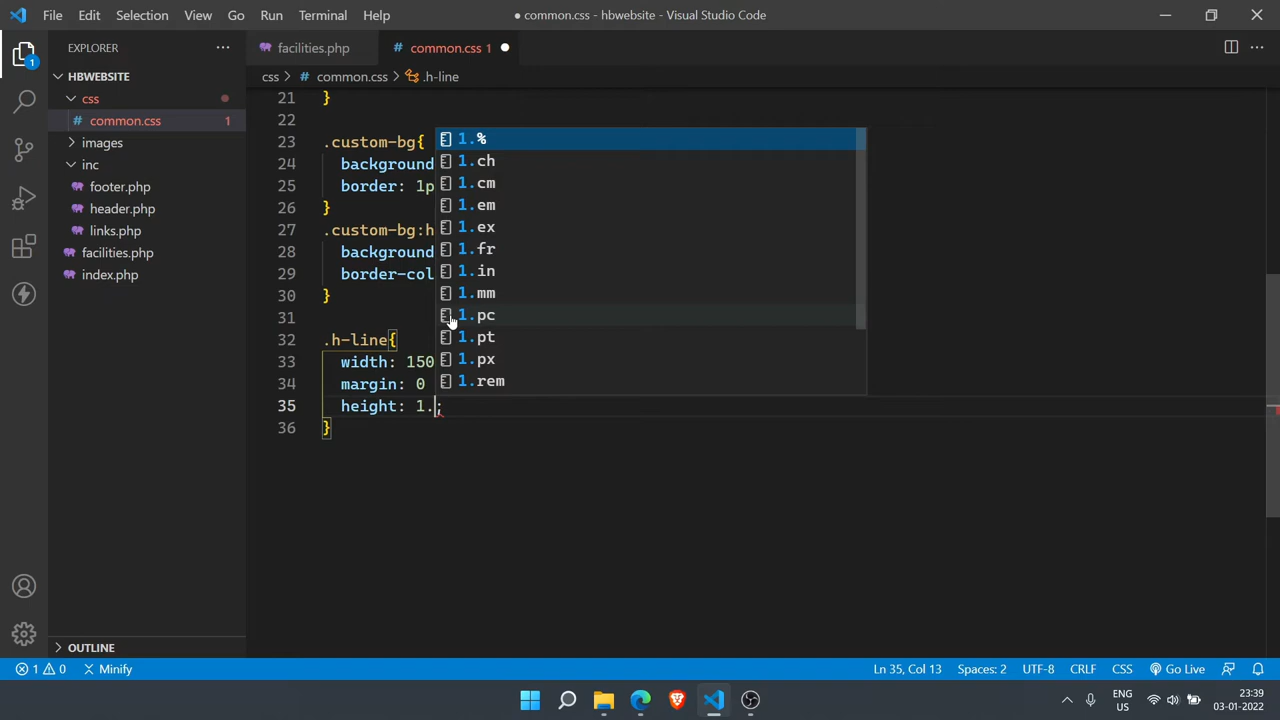 File Edit Selection View Go Run Terminal Help
● common.css - hbwebsite - Visual Studio Code
EXPLORER
HBWEBSITE
css
# common.css 1
images
inc
footer.php
header.php
links.php
facilities.php
index.php
OUTLINE
facilities.php
# common.css 1
css > # common.css > .h-line
21 }
22
23 .custom-bg{
24 background
25 border: 1p
26 }
27 .custom-bg:h
28 background
29 border-col
30 }
31
32 .h-line{
33 width: 150
34 margin: 0
35 height: 1.;
36 }
1.%
1.ch
1.cm
1.em
1.ex
1.fr
1.in
1.mm
1.pc
1.pt
1.px
1.rem
1
1 0 Minify
Ln 35, Col 13 Spaces: 2 UTF-8 CRLF CSS Go Live
ENG
US
23:39
03-01-2022